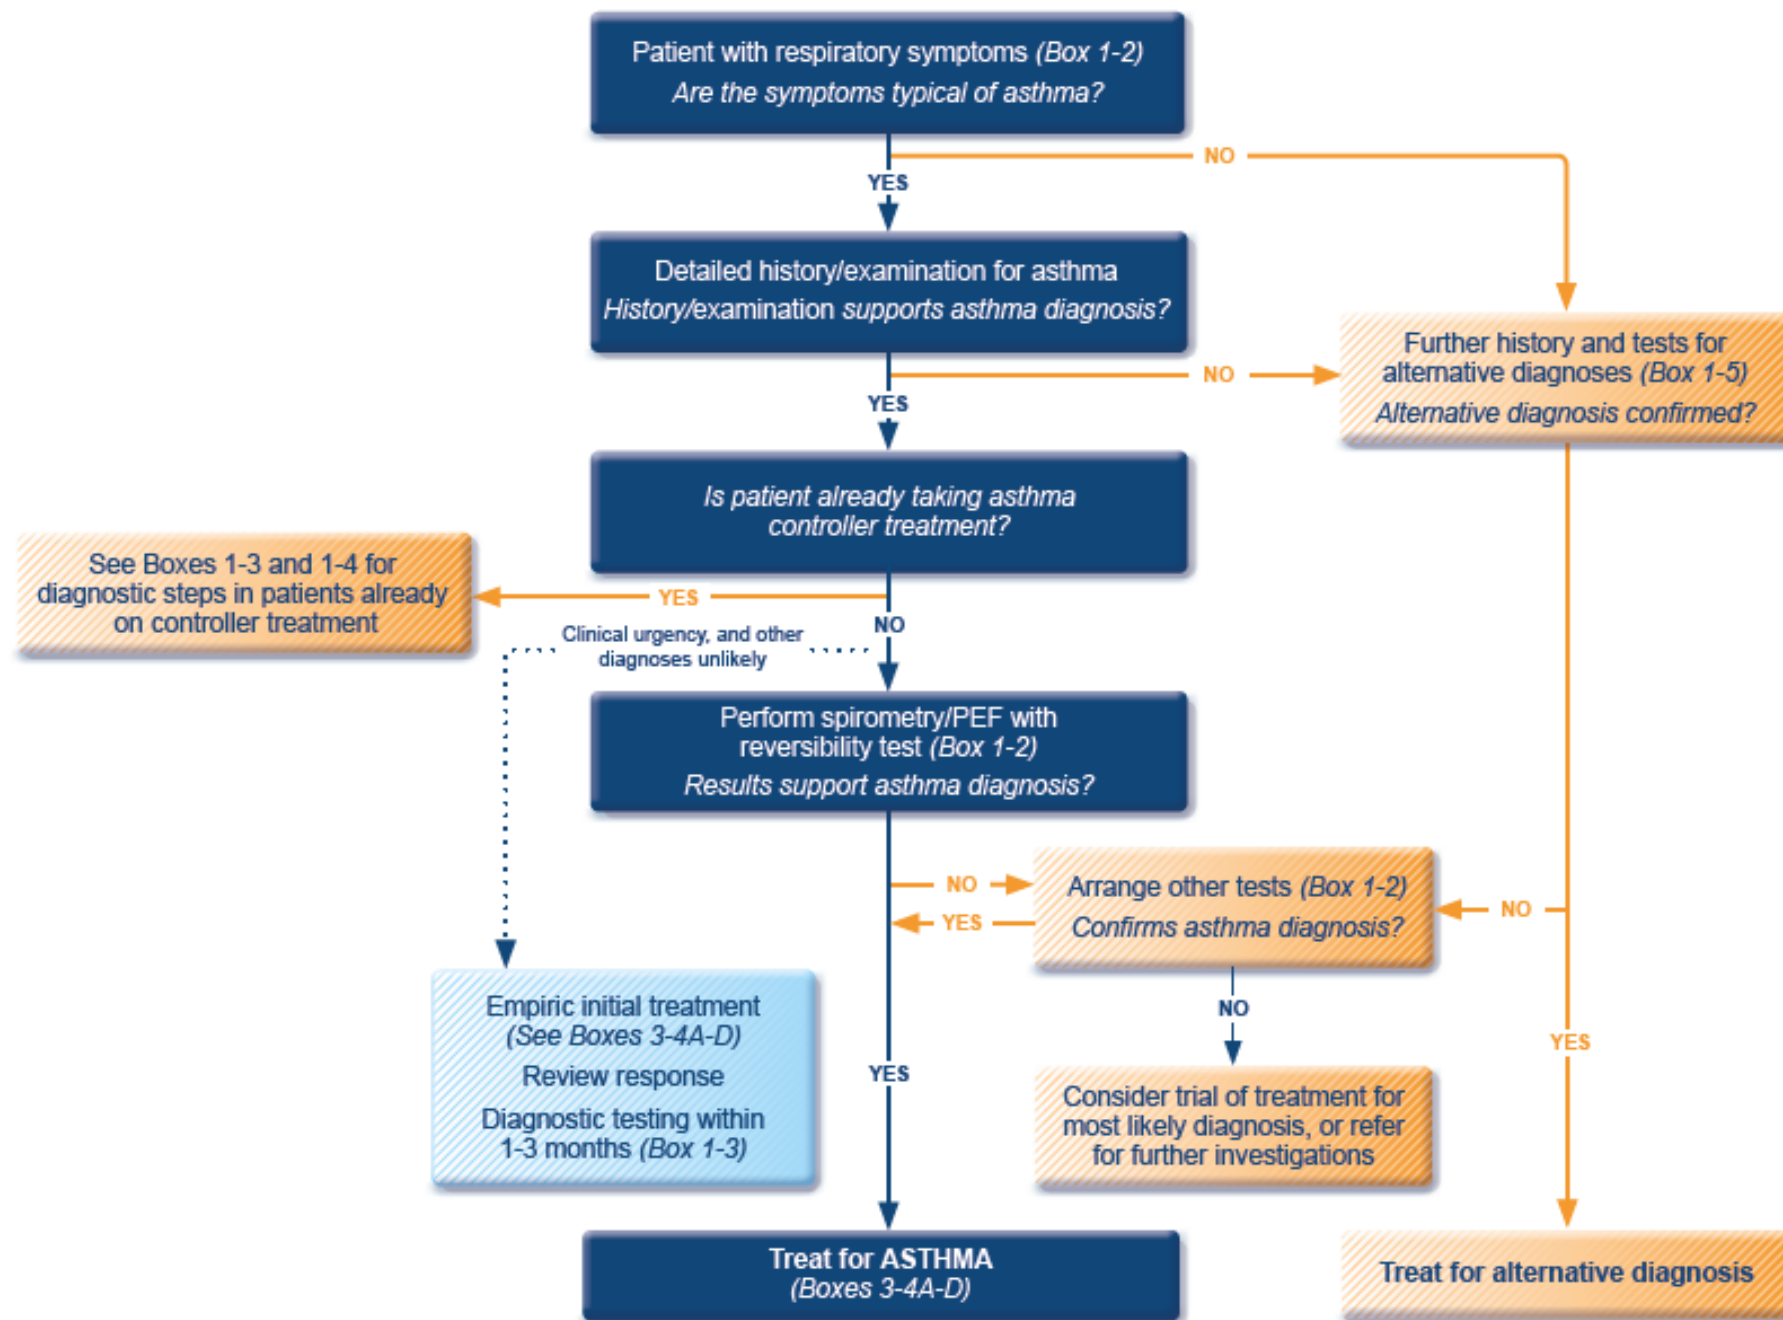 Patient with respiratory symptoms (Box 1-2)
Are the symptoms typical of asthma?
NO
YES
Detailed history/examination for asthma
History/examination supports asthma diagnosis?
Further history and tests for
alternative diagnoses (Box 1-5)
Alternative diagnosis confirmed?
NO
YES
Is patient already taking asthma
controller treatment?
See Boxes 1-3 and 1-4 for
diagnostic steps in patients already
on controller treatment
YES
NO
Clinical urgency, and other
diagnoses unlikely
Perform spirometry/PEF with
reversibility test (Box 1-2)
Results support asthma diagnosis?
NO
YES
Arrange other tests (Box 1-2)
Confirms asthma diagnosis?
NO
NO
YES
Empiric initial treatment
(See Boxes 3-4A-D)
Review response
Diagnostic testing within
1-3 months (Box 1-3)
YES
Consider trial of treatment for
most likely diagnosis, or refer
for further investigations
Treat for ASTHMA
(Boxes 3-4A-D)
Treat for alternative diagnosis